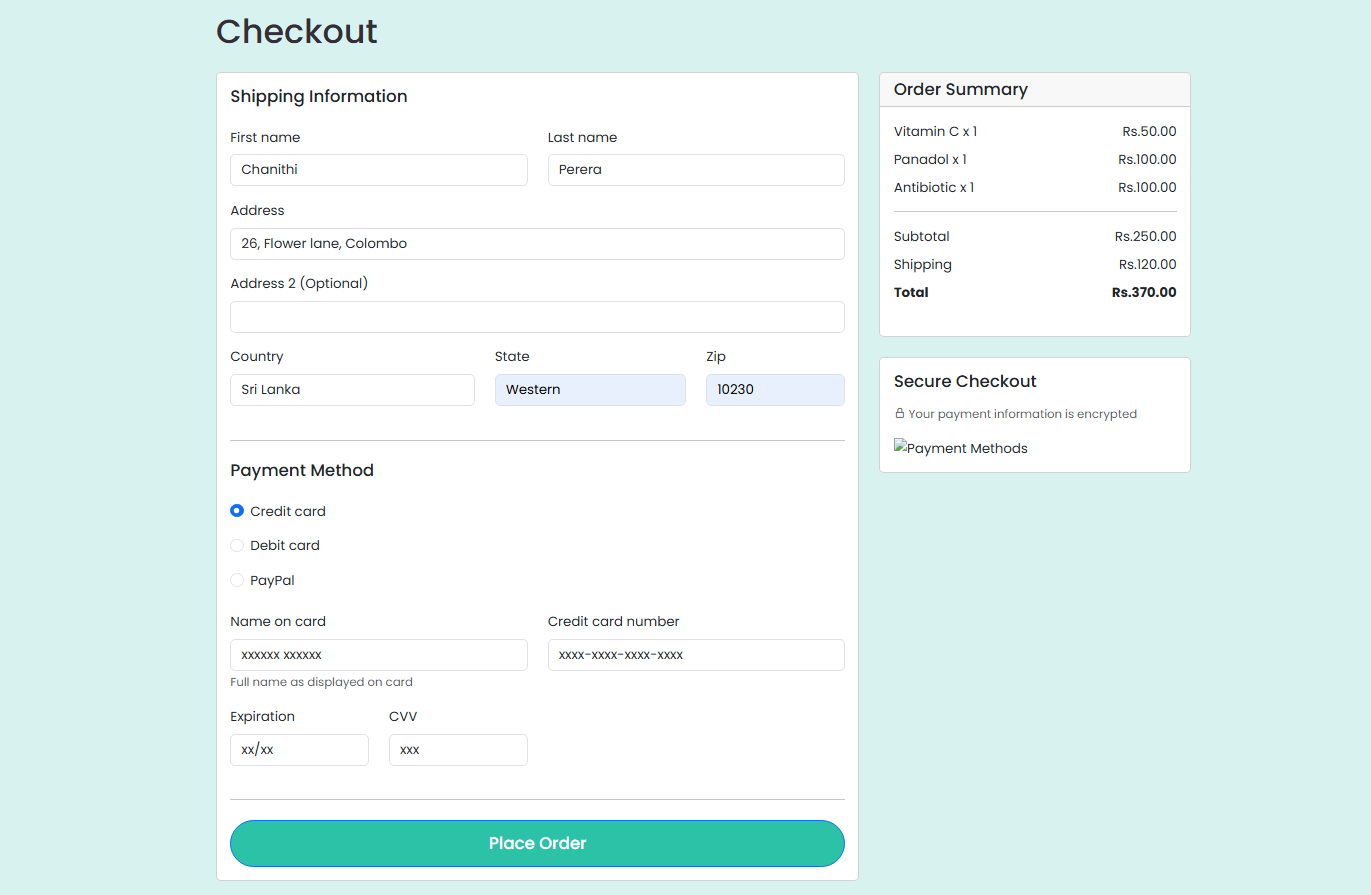 Checkout
Shipping Information
First name
Last name
Chanithi
Perera
Address
26, Flower lane, Colombo
Address 2 (Optional)
Country
State
Zip
Sri Lanka
Western
10230
Payment Method
Credit card
Debit card
PayPal
Name on card
Credit card number
xxxxxx xxxxxx
xxxx-xxxx-xxxx-xxxx
Full name as displayed on card
Expiration
CVV
xx/xx
xxx
Place Order
Order Summary
Vitamin C x 1 Rs.50.00
Panadol x 1 Rs.100.00
Antibiotic x 1 Rs.100.00
Subtotal Rs.250.00
Shipping Rs.120.00
Total Rs.370.00
Secure Checkout
Your payment information is encrypted
Payment Methods